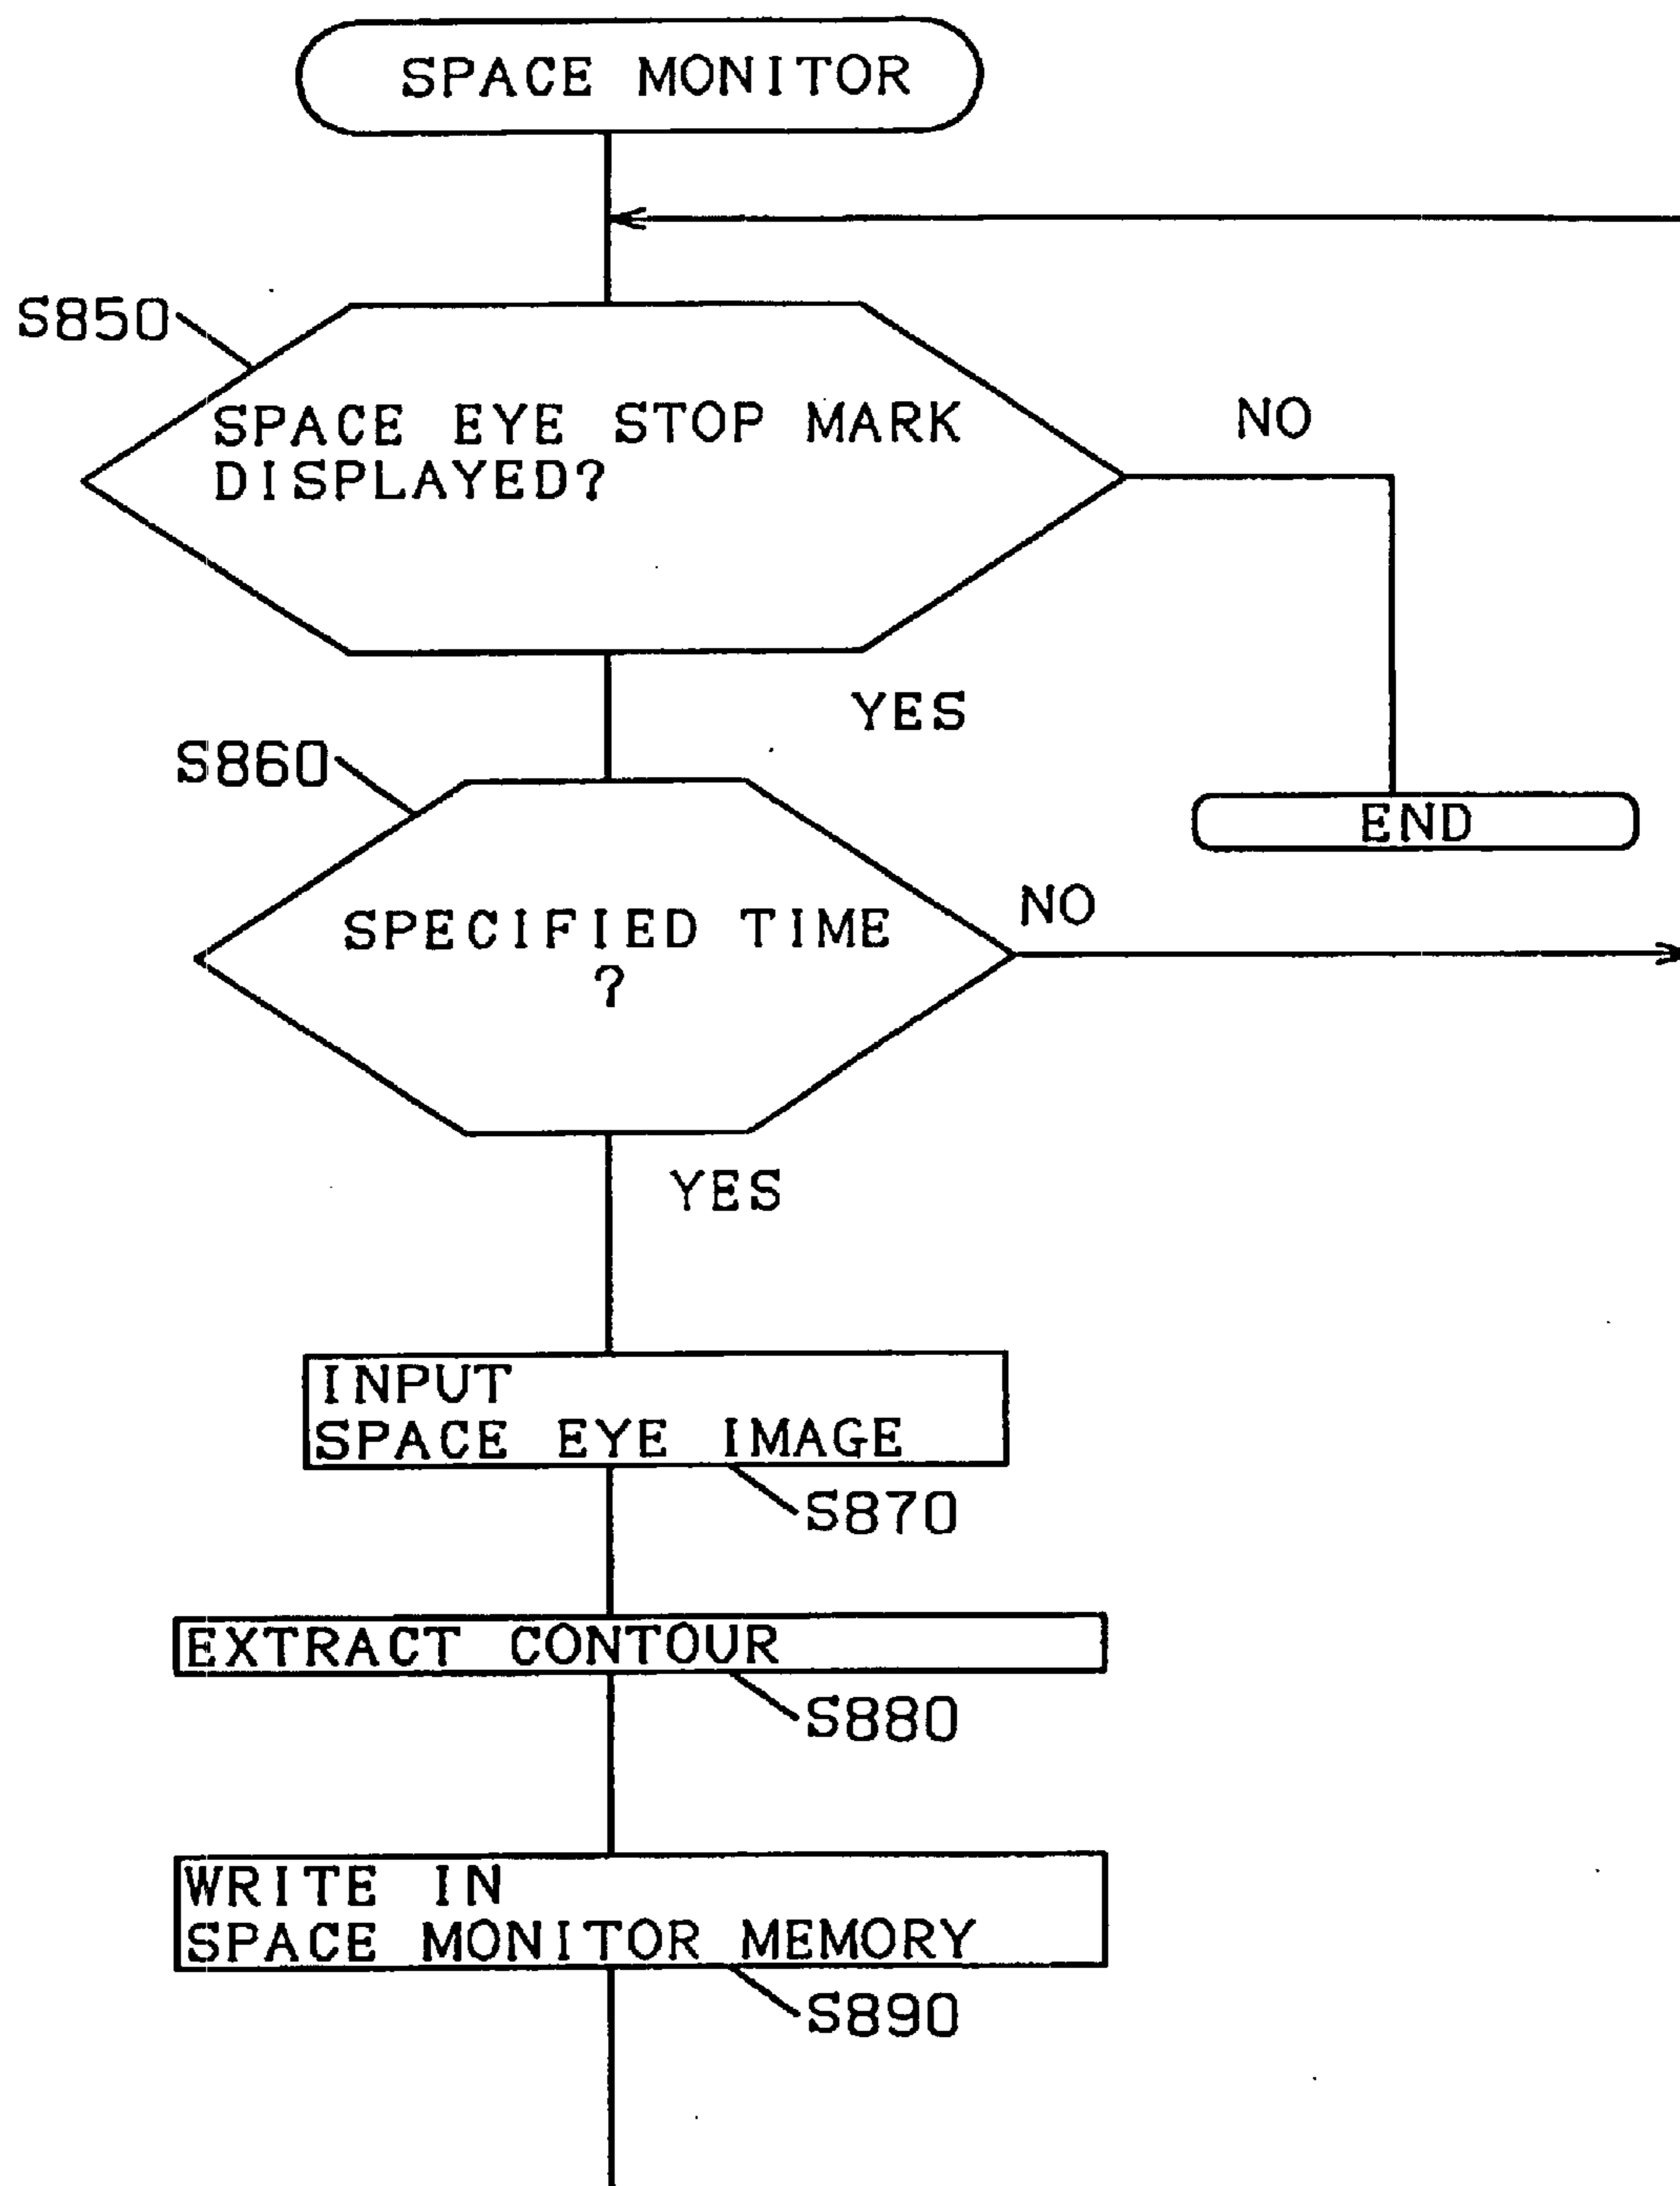 SPACE MONITOR
S850
SPACE EYE STOP MARK
DISPLAYED?
NO
YES
S860
END
SPECIFIED TIME
?
NO
YES
INPUT
SPACE EYE IMAGE
S870
EXTRACT CONTOUR
S880
WRITE IN
SPACE MONITOR MEMORY
S890